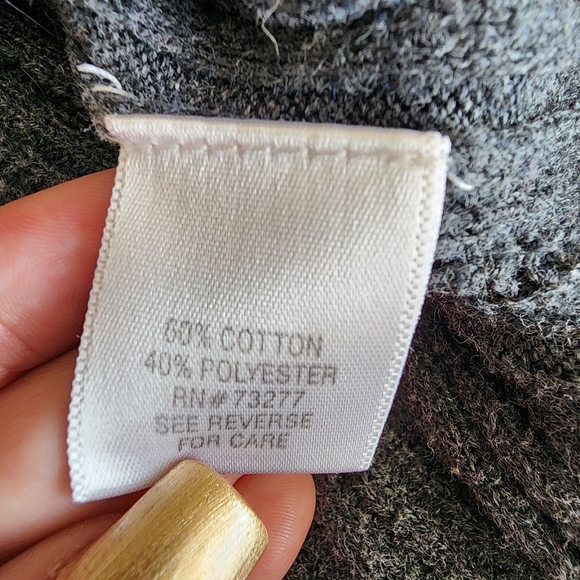 60% COTTON
40% POLYESTER
RN# 73277
SEE REVERSE
FOR CARE